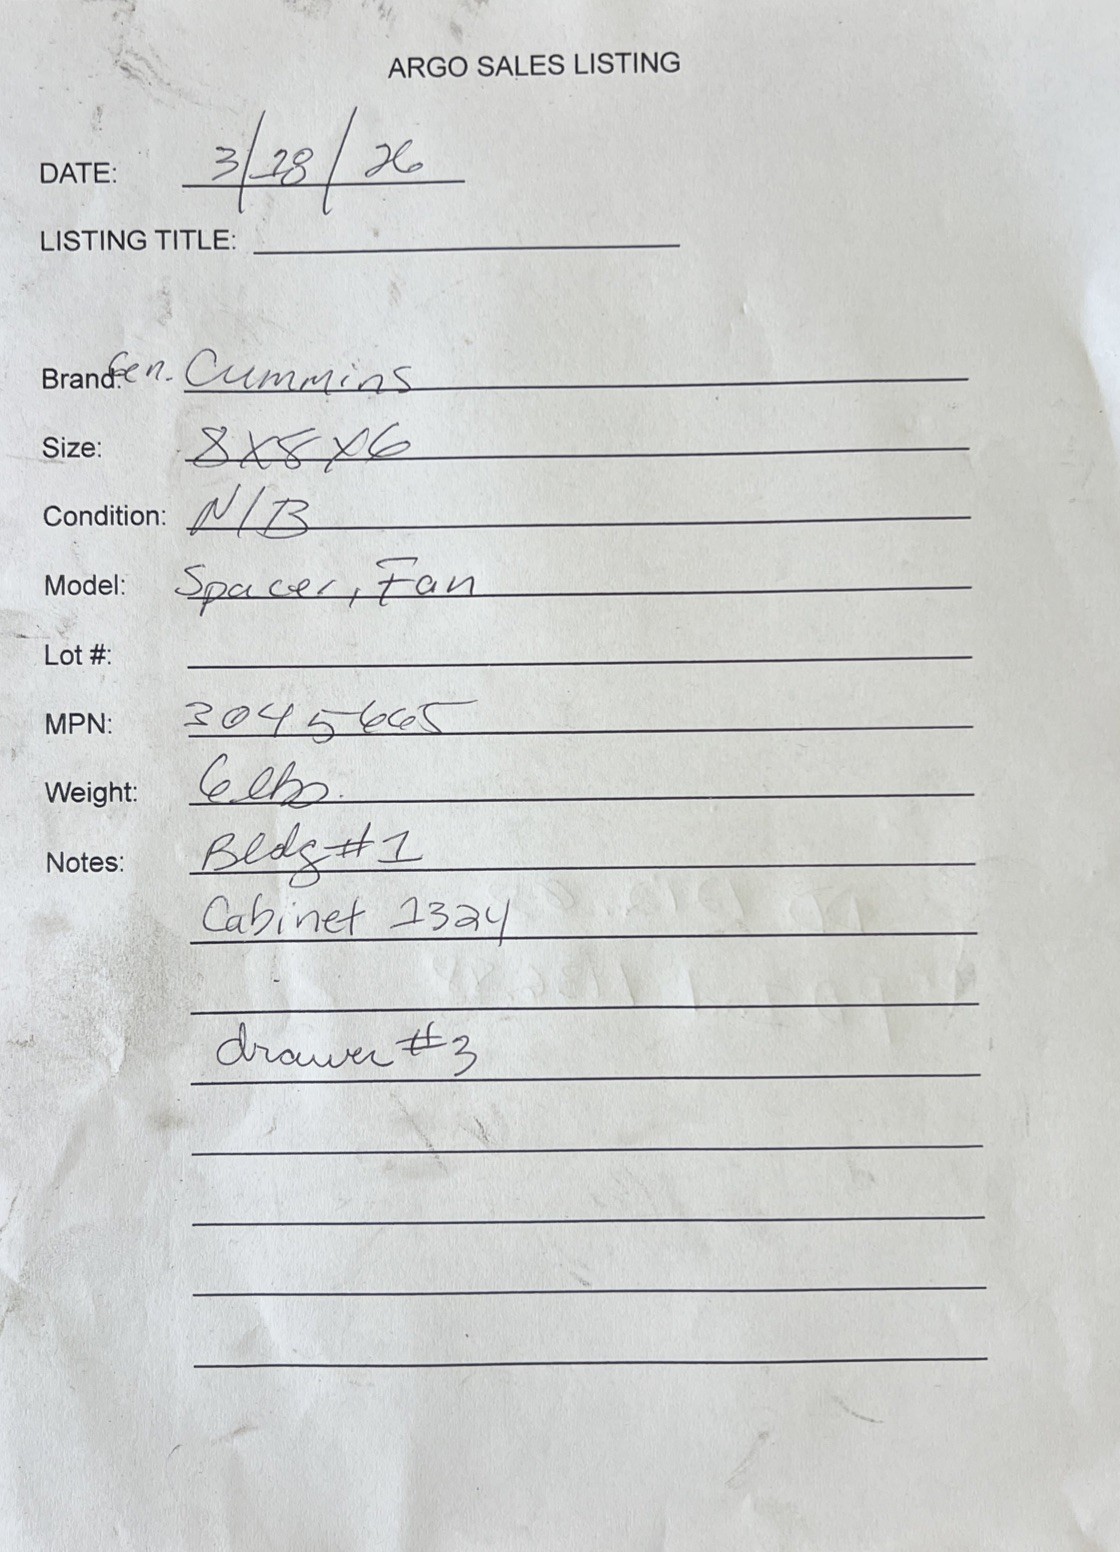 ARGO SALES LISTING
DATE: 3/28/26
LISTING TITLE:
Brand: Gen. Cummins
Size: 8X8X6
Condition: N/B
Model: Spacer, Fan
Lot #:
MPN: 3045665
Weight: 6 lbs.
Notes: Bldg #1
Cabinet 1324
drawer #3